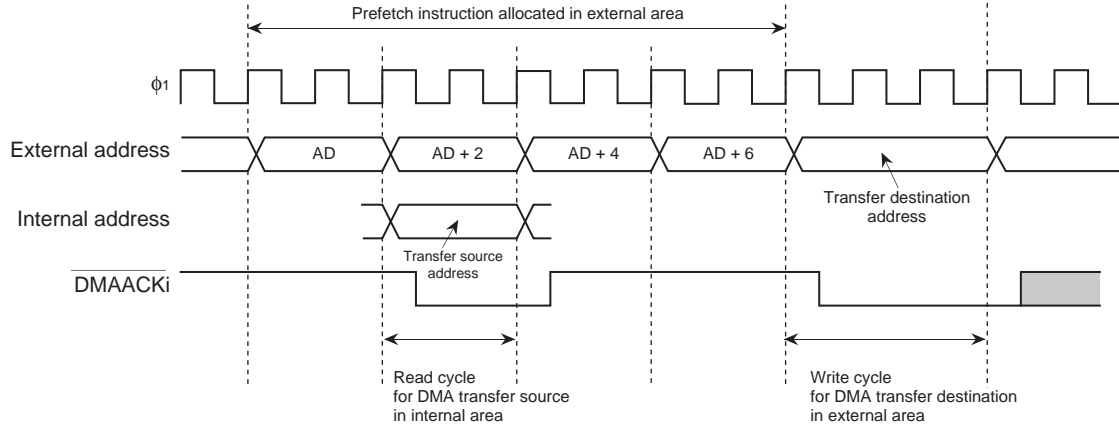 Prefetch instruction allocated in external area
ϕ1
External address
AD
AD + 2
AD + 4
AD + 6
Transfer destination
address
Internal address
Transfer source
address
DMAACKi
Read cycle
for DMA transfer source
in internal area
Write cycle
for DMA transfer destination
in external area